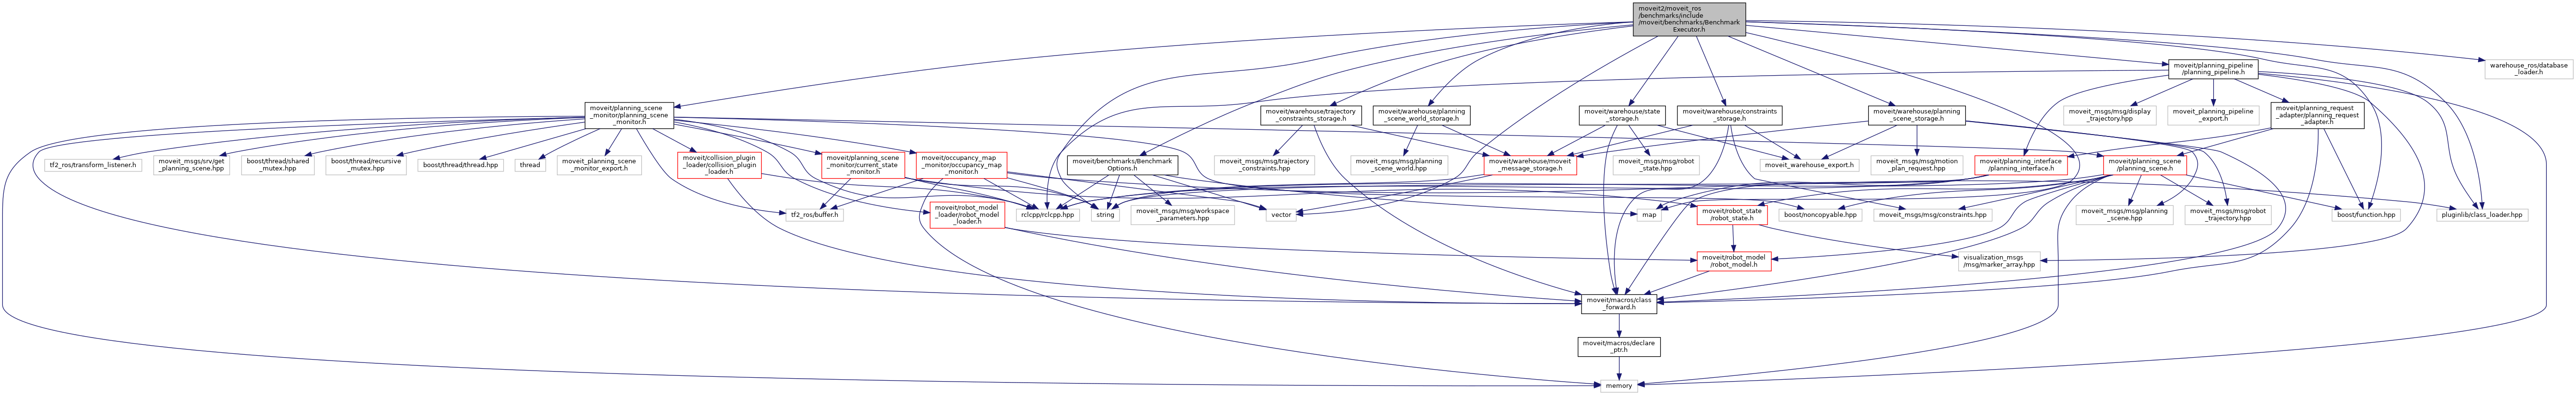 moveit2/moveit_ros
/benchmarks/include
/moveit/benchmarks/Benchmark
Executor.h
moveit/planning_pipeline
/planning_pipeline.h
warehouse_ros/database
_loader.h
moveit/planning_scene
_monitor/planning_scene
_monitor.h
moveit/warehouse/trajectory
_constraints_storage.h
moveit/warehouse/planning
_scene_world_storage.h
moveit/warehouse/state
_storage.h
moveit/warehouse/constraints
_storage.h
moveit/warehouse/planning
_scene_storage.h
moveit_msgs/msg/display
_trajectory.hpp
moveit_planning_pipeline
_export.h
moveit/planning_request
_adapter/planning_request
_adapter.h
tf2_ros/transform_listener.h
moveit_msgs/srv/get
_planning_scene.hpp
boost/thread/shared
_mutex.hpp
boost/thread/recursive
_mutex.hpp
boost/thread/thread.hpp
thread
moveit_planning_scene
_monitor_export.h
moveit/collision_plugin
_loader/collision_plugin
_loader.h
moveit/planning_scene
_monitor/current_state
_monitor.h
moveit/occupancy_map
_monitor/occupancy_map
_monitor.h
moveit/benchmarks/Benchmark
Options.h
moveit_msgs/msg/trajectory
_constraints.hpp
moveit_msgs/msg/planning
_scene_world.hpp
moveit/warehouse/moveit
_message_storage.h
moveit_msgs/msg/robot
_state.hpp
moveit_warehouse_export.h
moveit_msgs/msg/motion
_plan_request.hpp
moveit/planning_interface
/planning_interface.h
moveit/planning_scene
/planning_scene.h
tf2_ros/buffer.h
moveit/robot_model
_loader/robot_model
_loader.h
rclcpp/rclcpp.hpp
string
moveit_msgs/msg/workspace
_parameters.hpp
vector
map
moveit/robot_state
/robot_state.h
boost/noncopyable.hpp
moveit_msgs/msg/constraints.hpp
moveit_msgs/msg/planning
_scene.hpp
moveit_msgs/msg/robot
_trajectory.hpp
boost/function.hpp
pluginlib/class_loader.hpp
moveit/robot_model
/robot_model.h
visualization_msgs
/msg/marker_array.hpp
moveit/macros/class
_forward.h
moveit/macros/declare
_ptr.h
memory